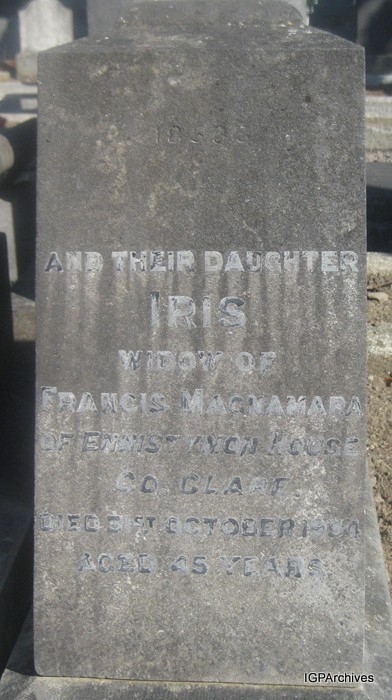 AND THEIR DAUGHTER
IRIS
WIDOW OF
FRANCIS MACNAMARA
OF ENNISTYMON HOUSE
CO. CLARE
DIED 31ST OCTOBER
AGED 45 YEARS.
IGPArchives